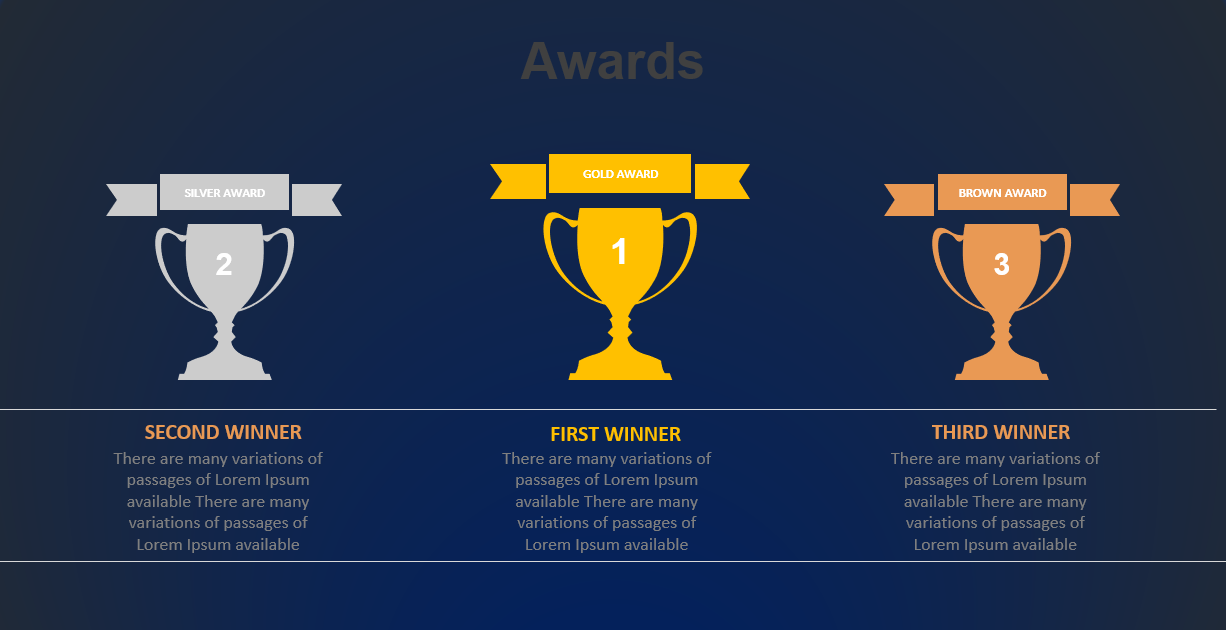 Awards
SILVER AWARD
2
GOLD AWARD
1
BROWN AWARD
3
SECOND WINNER
There are many variations of
passages of Lorem Ipsum
available There are many
variations of passages of
Lorem Ipsum available
FIRST WINNER
There are many variations of
passages of Lorem Ipsum
available There are many
variations of passages of
Lorem Ipsum available
THIRD WINNER
There are many variations of
passages of Lorem Ipsum
available There are many
variations of passages of
Lorem Ipsum available